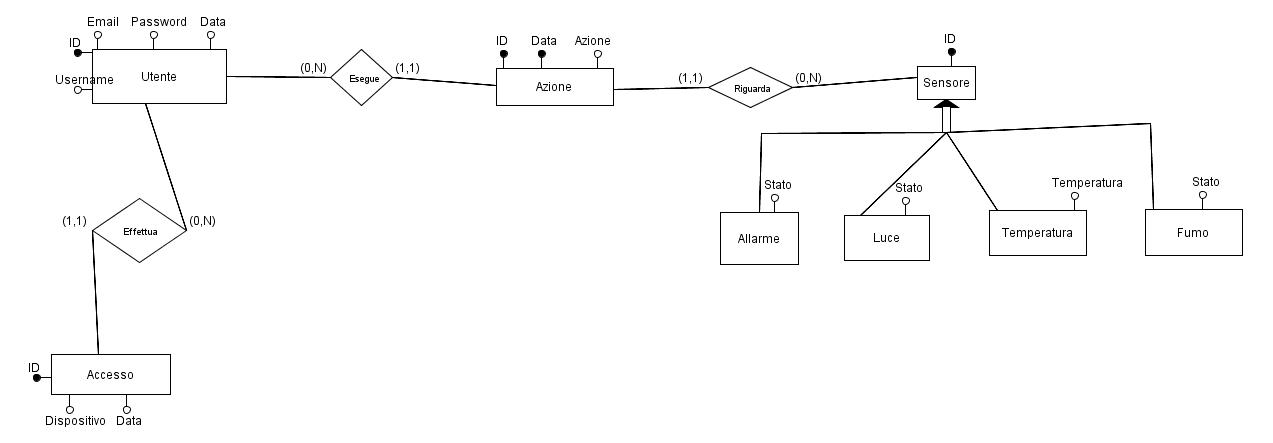 Email
Password
Data
ID
Username
Utente
(0,N)
Esegue
(1,1)
ID
Data
Azione
Azione
(1,1)
Riguarda
(0,N)
ID
Sensore
Stato
Allarme
Stato
Luce
Temperatura
Temperatura
Stato
Fumo
(1,1)
Effettua
(0,N)
ID
Accesso
Dispositivo
Data